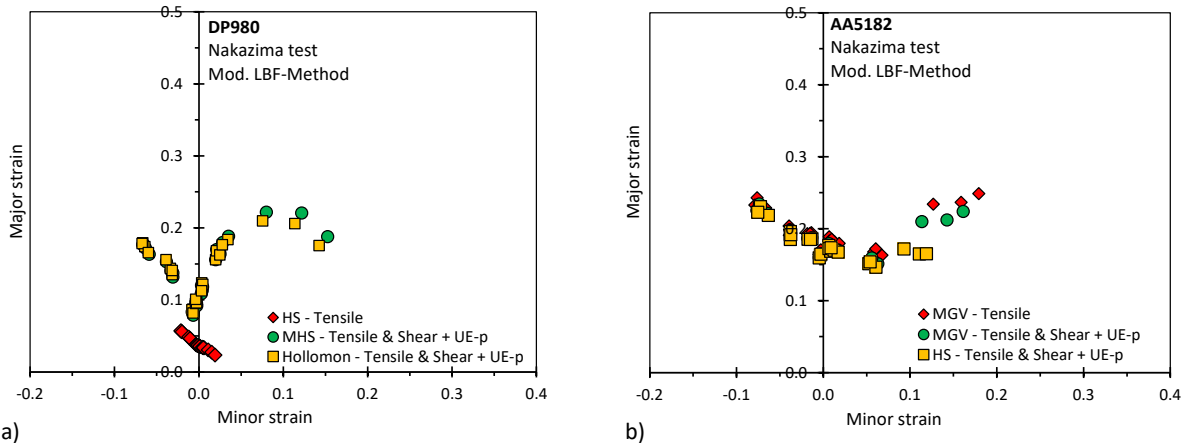 DP980
Nakazima test
Mod. LBF-Method
0.5
0.4
0.3
0.2
0.1
0.0
Major strain
HS - Tensile
MHS - Tensile & Shear + UE-p
Hollomon - Tensile & Shear + UE-p
-0.2
-0.1
0.0
0.1
0.2
0.3
0.4
Minor strain
a)
AA5182
Nakazima test
Mod. LBF-Method
0.5
0.4
0.3
0.2
0.1
0.0
Major strain
MGV - Tensile
MGV - Tensile & Shear + UE-p
HS - Tensile & Shear + UE-p
-0.2
-0.1
0.0
0.1
0.2
0.3
0.4
Minor strain
b)